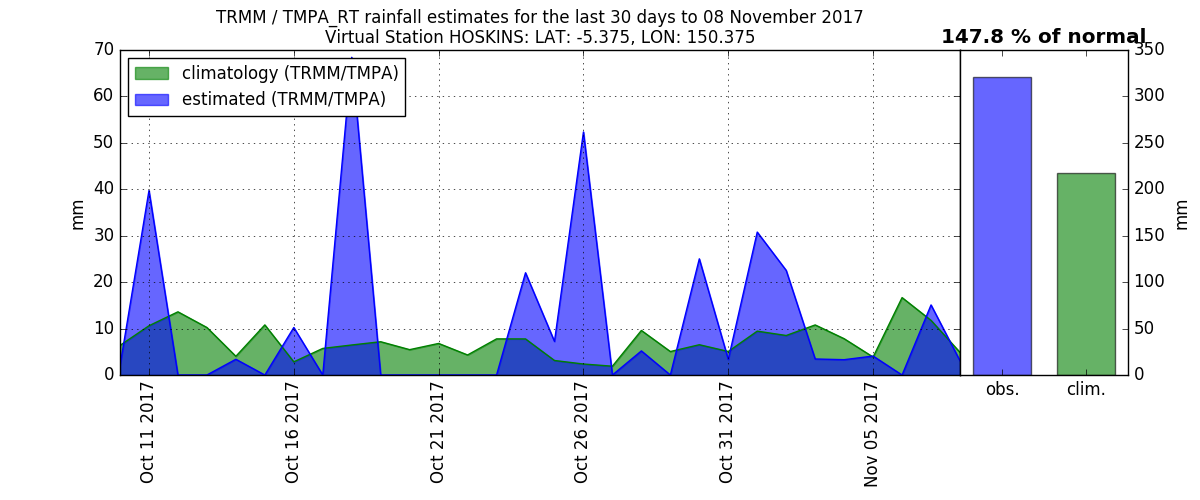 TRMM / TMPA_RT rainfall estimates for the last 30 days to 08 November 2017
Virtual Station HOSKINS: LAT: -5.375, LON: 150.375
147.8 % of normal
climatology (TRMM/TMPA)
estimated (TRMM/TMPA)
70
60
50
40
30
20
10
0
mm
350
300
250
200
150
100
50
0
mm
obs.
clim.
Oct 11 2017
Oct 16 2017
Oct 21 2017
Oct 26 2017
Oct 31 2017
Nov 05 2017